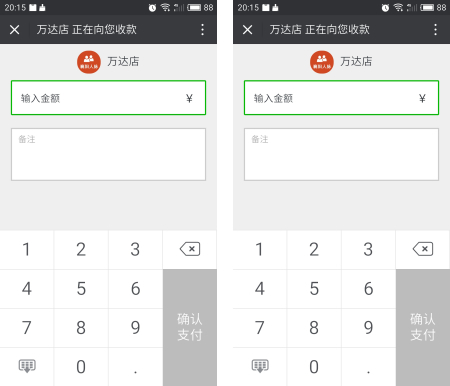 20:15 88
万达店 正在向您收款
万达店
输入金额 ¥
备注
1 2 3
4 5 6
确认
支付
7 8 9
0 .
20:15 88
万达店 正在向您收款
万达店
输入金额 ¥
备注
1 2 3
4 5 6
确认
支付
7 8 9
0 .